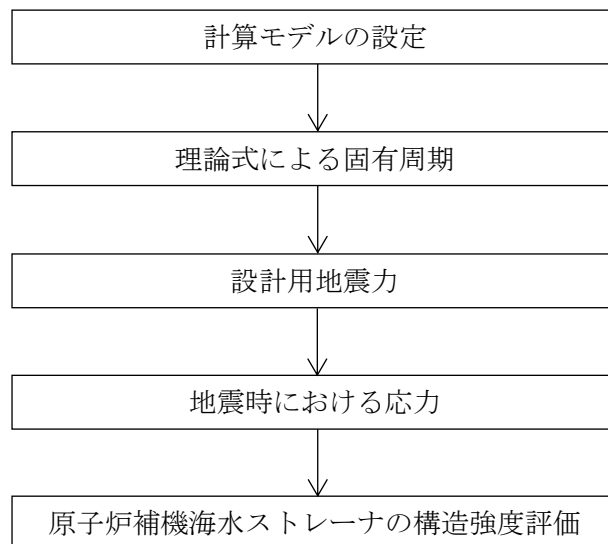 計算モデルの設定
理論式による固有周期
設計用地震力
地震時における応力
原子炉補機海水ストレーナの構造強度評価